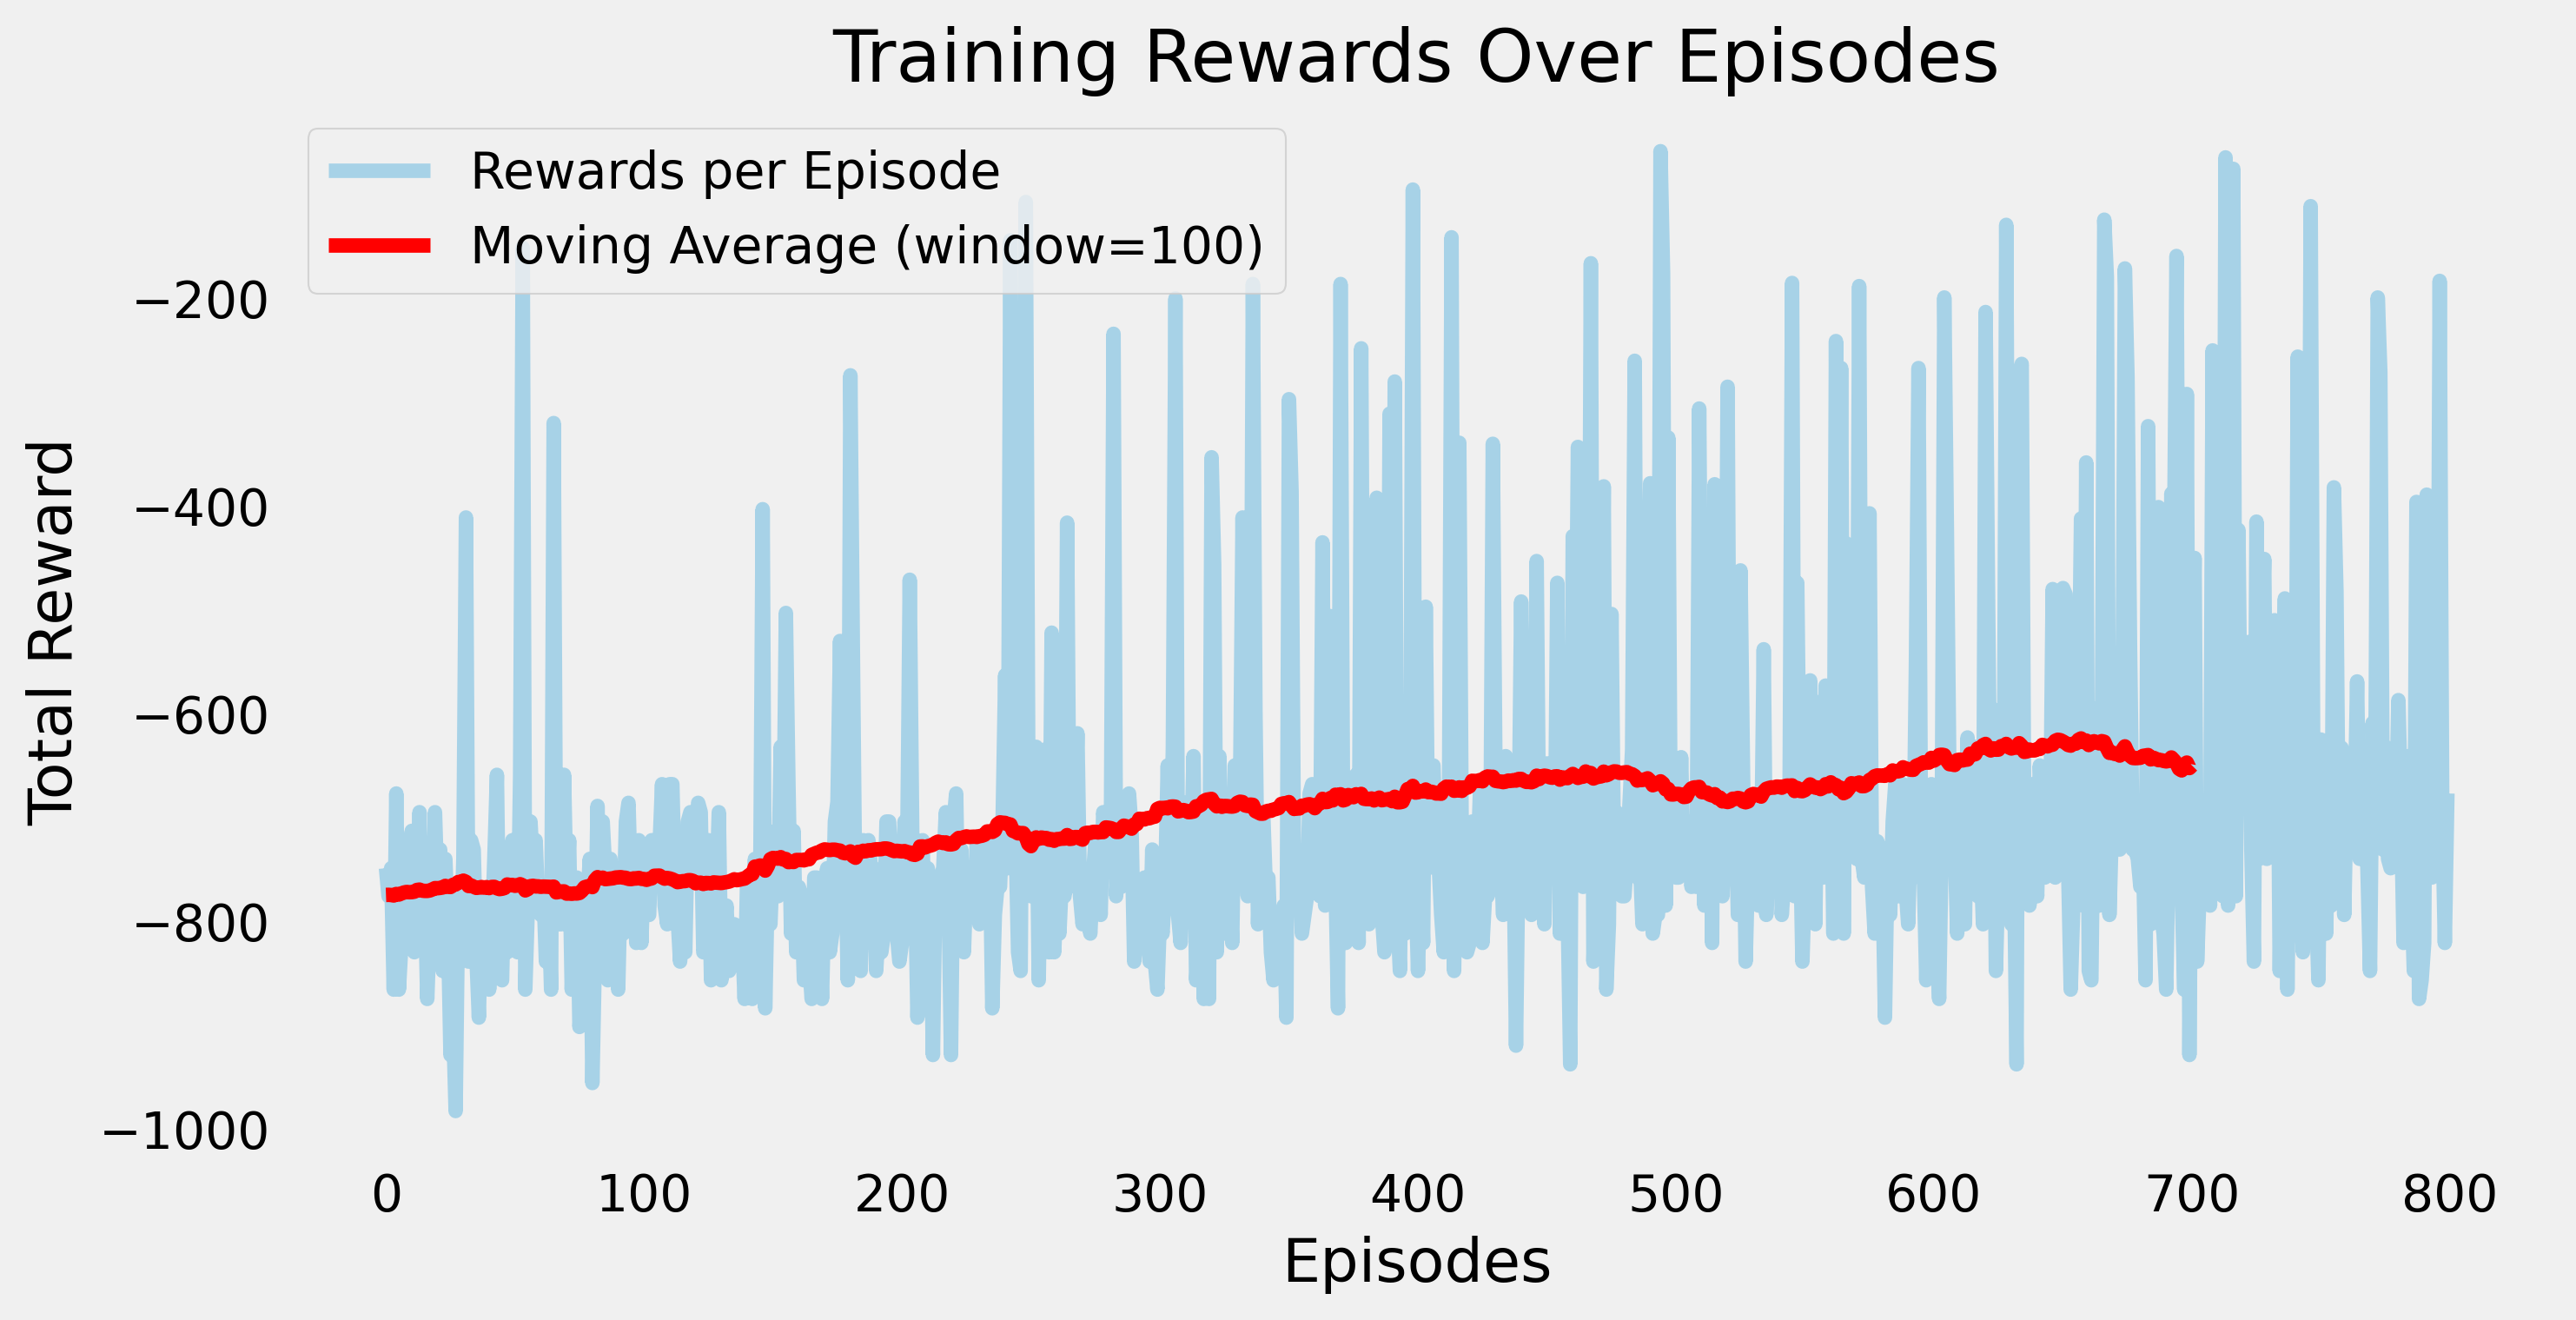 Training Rewards Over Episodes
Rewards per Episode
Moving Average (window=100)
Total Reward
−200
−400
−600
−800
−1000
0 100 200 300 400 500 600 700 800
Episodes